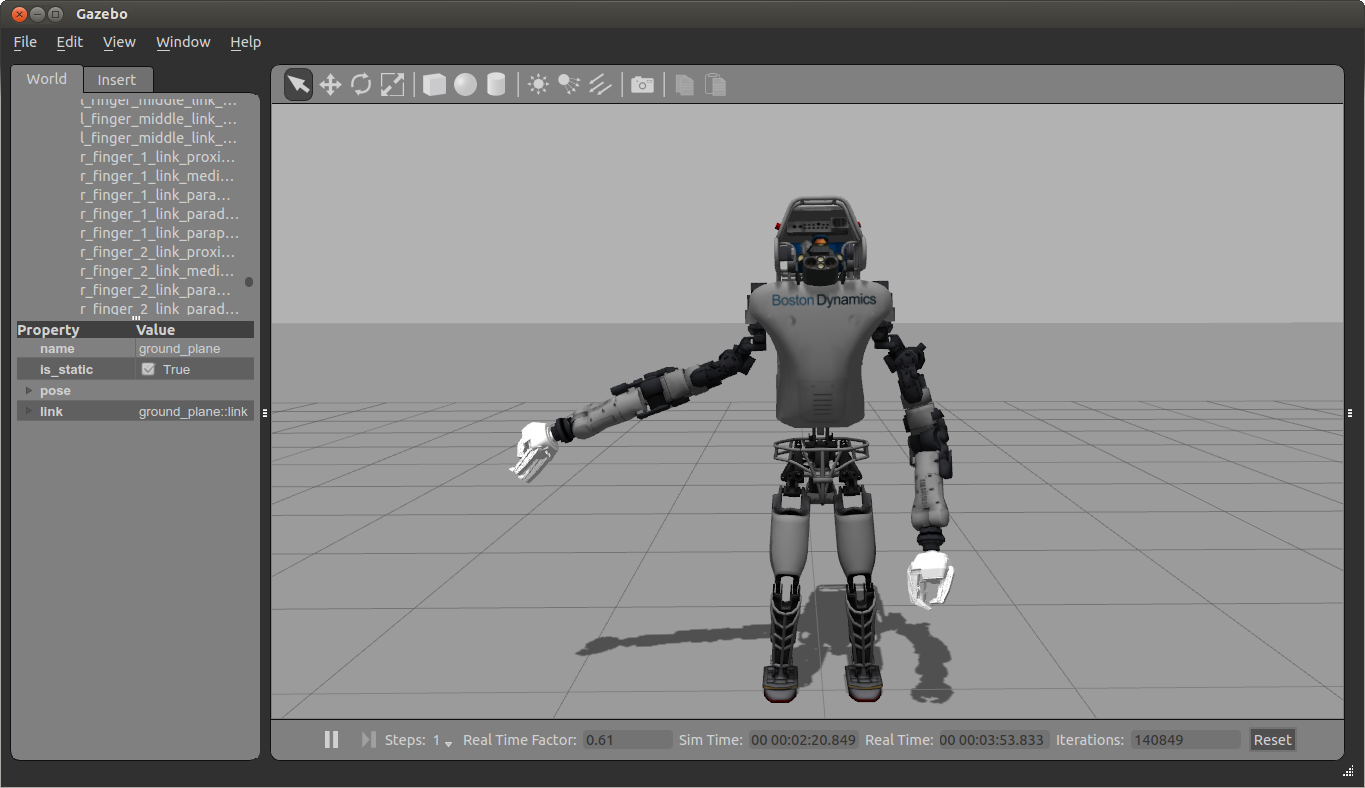 Gazebo
File Edit View Window Help
World Insert
l_finger_middle_link_...
l_finger_middle_link_...
l_finger_middle_link_...
r_finger_1_link_proxi...
r_finger_1_link_medi...
r_finger_1_link_para...
r_finger_1_link_parad...
r_finger_1_link_parap...
r_finger_2_link_proxi...
r_finger_2_link_medi...
r_finger_2_link_para...
r_finger_2_link_parad...
Property Value
name ground_plane
is_static True
pose
link ground_plane::link
Boston Dynamics
Steps: 1 Real Time Factor: 0.61 Sim Time: 00 00:02:20.849 Real Time: 00 00:03:53.833 Iterations: 140849 Reset